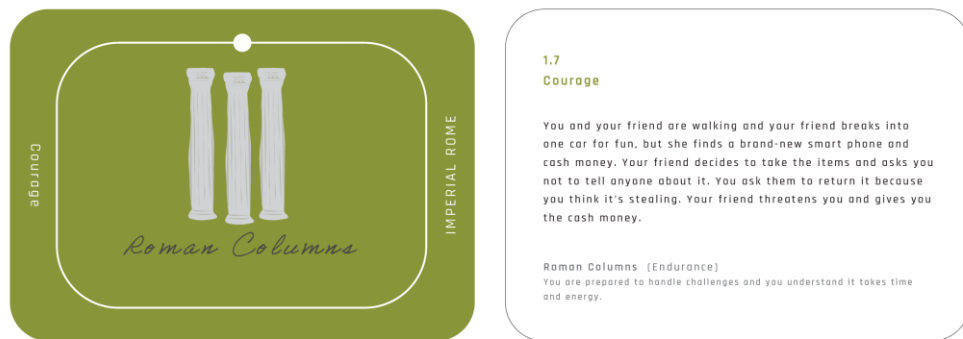 Courage
Roman Columns
IMPERIAL ROME
1.7
Courage
You and your friend are walking and your friend breaks into
one car for fun, but she finds a brand-new smart phone and
cash money. Your friend decides to take the items and asks you
not to tell anyone about it. You ask them to return it because
you think it's stealing. Your friend threatens you and gives you
the cash money.
Roman Columns (Endurance)
You are prepared to handle challenges and you understand it takes time
and energy.